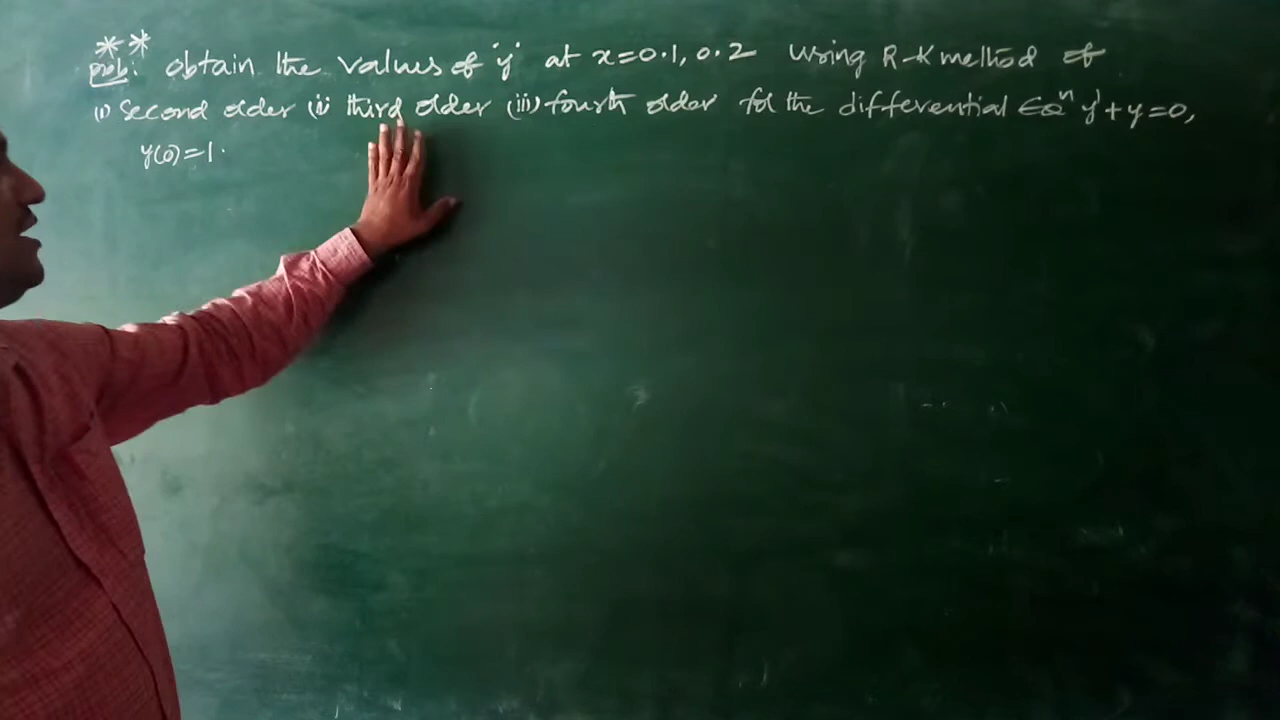 **
prob: obtain the values of 'y' at x=0.1, 0.2 using R-K method of
(i) Second order (ii) third order (iii) fourth order for the differential Eqⁿ y'+y=0,
y(0)=1.